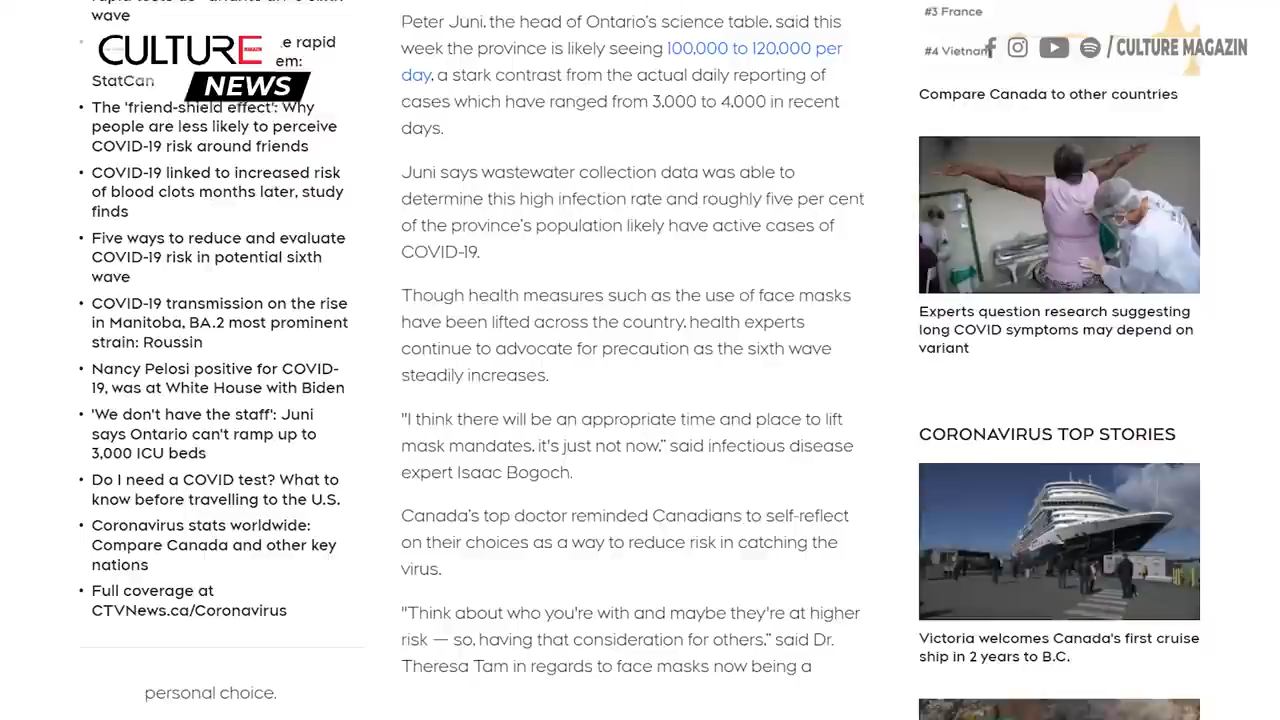 wave
e rapid
em:
StatCan
The 'friend-shield effect': Why
people are less likely to perceive
COVID-19 risk around friends
COVID-19 linked to increased risk
of blood clots months later, study
finds
Five ways to reduce and evaluate
COVID-19 risk in potential sixth
wave
COVID-19 transmission on the rise
in Manitoba, BA.2 most prominent
strain: Roussin
Nancy Pelosi positive for COVID-
19, was at White House with Biden
'We don't have the staff': Juni
says Ontario can't ramp up to
3,000 ICU beds
Do I need a COVID test? What to
know before travelling to the U.S.
Coronavirus stats worldwide:
Compare Canada and other key
nations
Full coverage at
CTVNews.ca/Coronavirus
CULTURE
NEWS
Peter Juni, the head of Ontario's science table, said this
week the province is likely seeing 100,000 to 120,000 per
day, a stark contrast from the actual daily reporting of
cases which have ranged from 3,000 to 4,000 in recent
days.
Juni says wastewater collection data was able to
determine this high infection rate and roughly five per cent
of the province's population likely have active cases of
COVID-19.
Though health measures such as the use of face masks
have been lifted across the country, health experts
continue to advocate for precaution as the sixth wave
steadily increases.
"I think there will be an appropriate time and place to lift
mask mandates, it's just not now," said infectious disease
expert Isaac Bogoch.
Canada's top doctor reminded Canadians to self-reflect
on their choices as a way to reduce risk in catching the
virus.
"Think about who you're with and maybe they're at higher
risk — so, having that consideration for others," said Dr.
Theresa Tam in regards to face masks now being a
personal choice.
#3 France
#4 Vietnam
/ CULTURE MAGAZIN
Compare Canada to other countries
Experts question research suggesting
long COVID symptoms may depend on
variant
CORONAVIRUS TOP STORIES
Victoria welcomes Canada's first cruise
ship in 2 years to B.C.